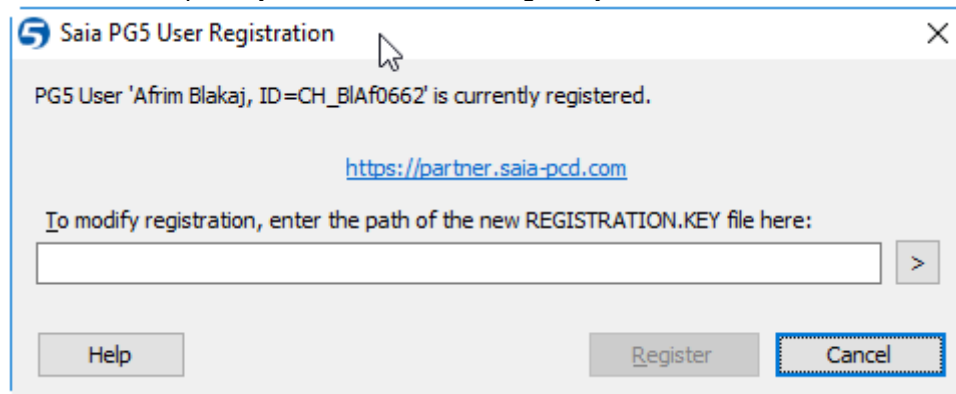 Saia PG5 User Registration
PG5 User 'Afrim Blakaj, ID=CH_BlAf0662' is currently registered.
https://partner.saia-pcd.com
To modify registration, enter the path of the new REGISTRATION.KEY file here:
>
Help Register Cancel